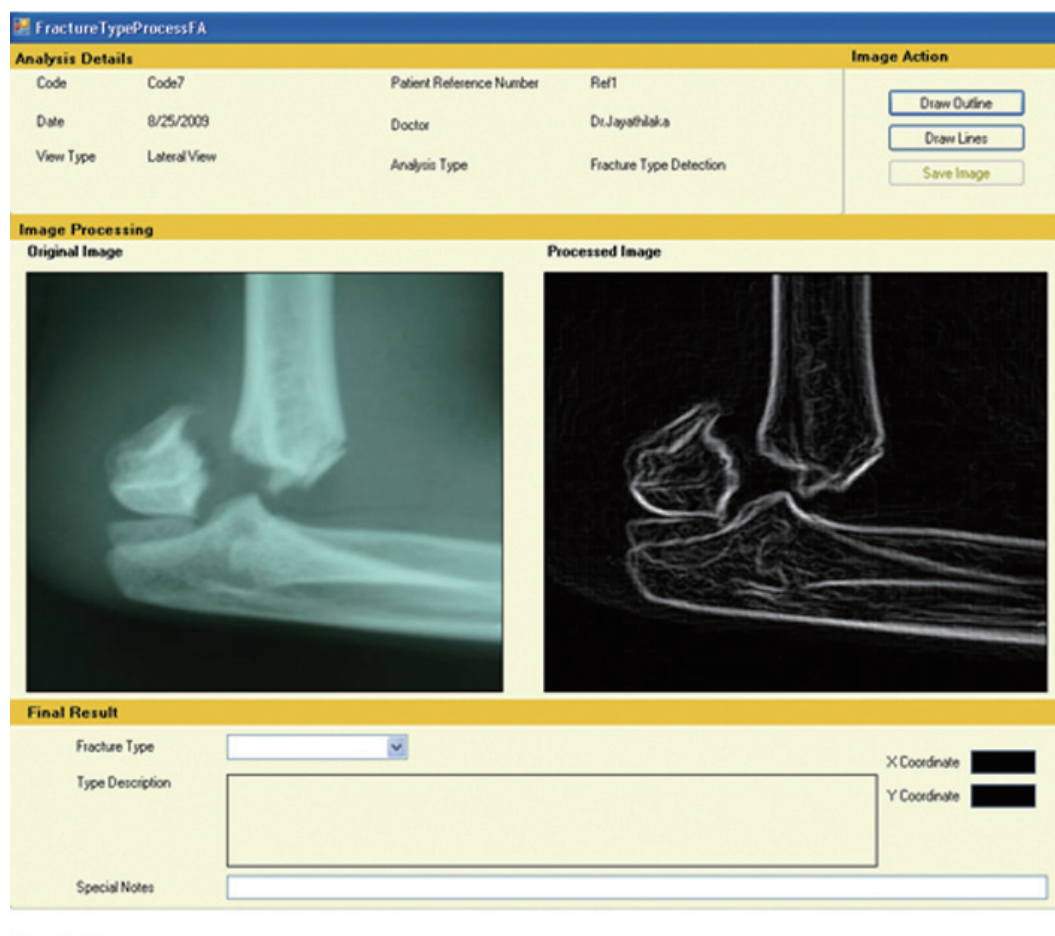 FractureTypeProcessFA
Analysis Details
Image Action
Code Code7 Patient Reference Number Ref1
Draw Outline
Date 8/25/2009 Doctor Dr.Jayathilaka
Draw Lines
View Type Lateral View Analysis Type Fracture Type Detection
Save Image
Image Processing
Original Image Processed Image
Final Result
Fracture Type
X Coordinate
Type Description
Y Coordinate
Special Notes